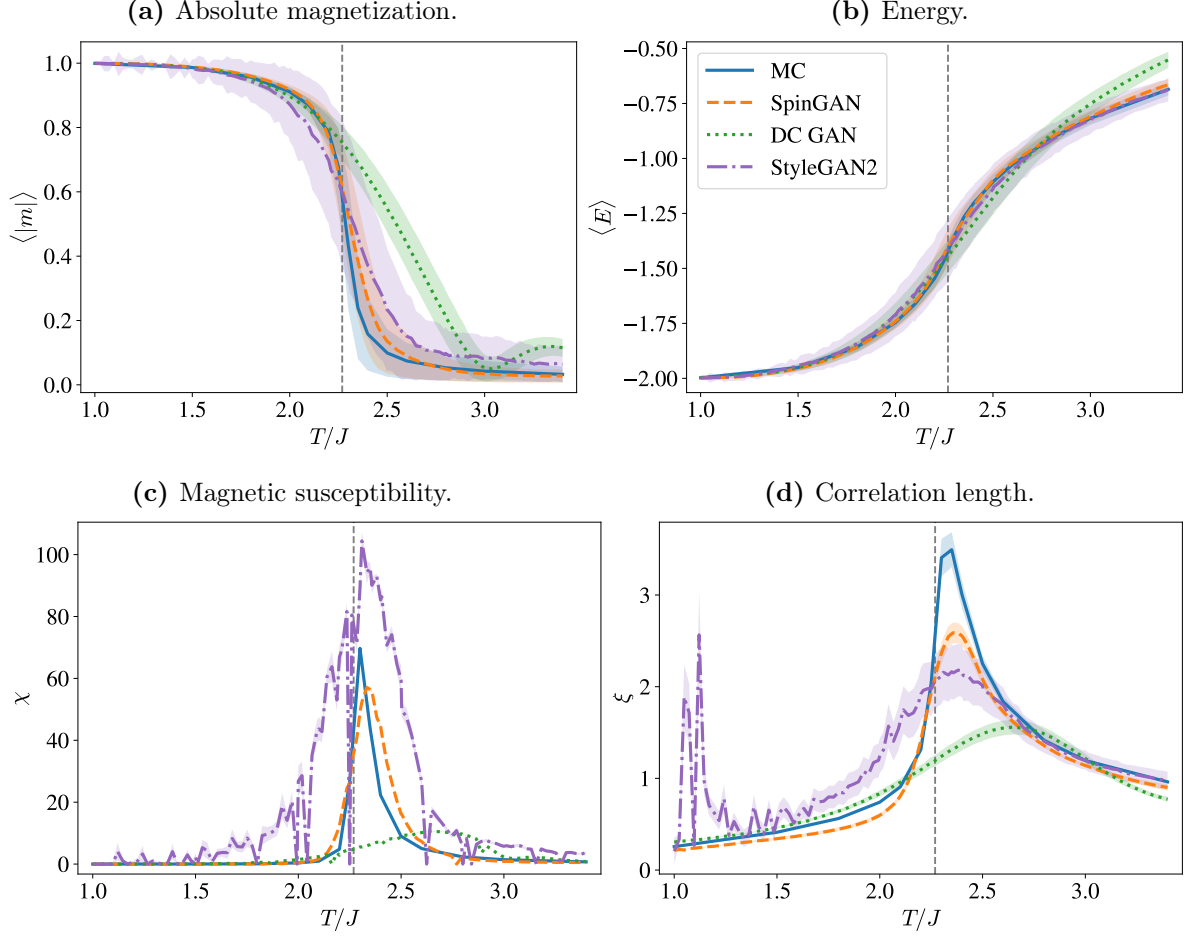 (a) Absolute magnetization.
1.0
0.8
0.6
0.4
0.2
0.0
⟨|m|⟩
1.0 1.5 2.0 2.5 3.0
T/J
(b) Energy.
MC
SpinGAN
DC GAN
StyleGAN2
−0.50
−0.75
−1.00
−1.25
−1.50
−1.75
−2.00
⟨E⟩
1.0 1.5 2.0 2.5 3.0
T/J
(c) Magnetic susceptibility.
100
80
60
40
20
0
χ
1.0 1.5 2.0 2.5 3.0
T/J
(d) Correlation length.
3
2
1
0
ξ
1.0 1.5 2.0 2.5 3.0
T/J